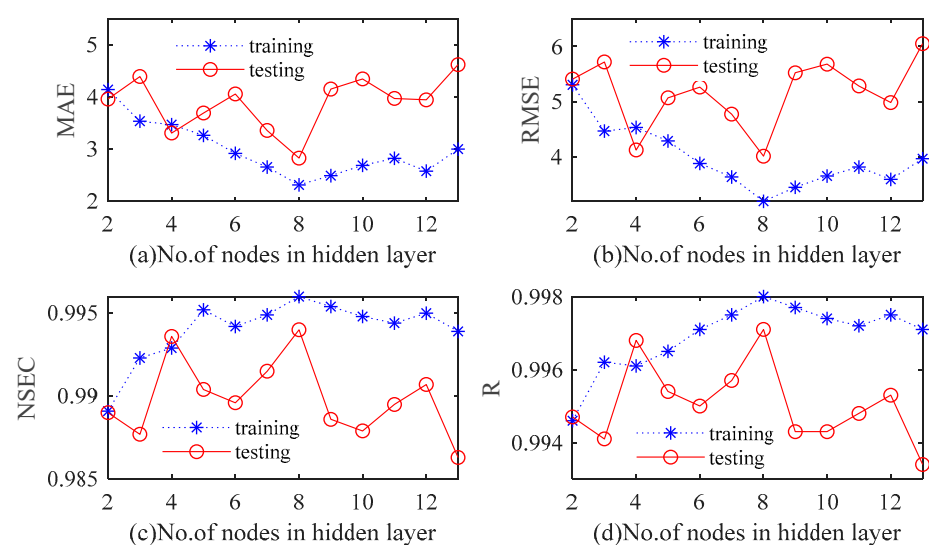 5
4
3
2
MAE
training
testing
2 4 6 8 10 12
(a)No.of nodes in hidden layer
6
5
4
RMSE
training
testing
2 4 6 8 10 12
(b)No.of nodes in hidden layer
0.995
0.99
0.985
NSEC
training
testing
2 4 6 8 10 12
(c)No.of nodes in hidden layer
0.998
0.996
0.994
R
training
testing
2 4 6 8 10 12
(d)No.of nodes in hidden layer